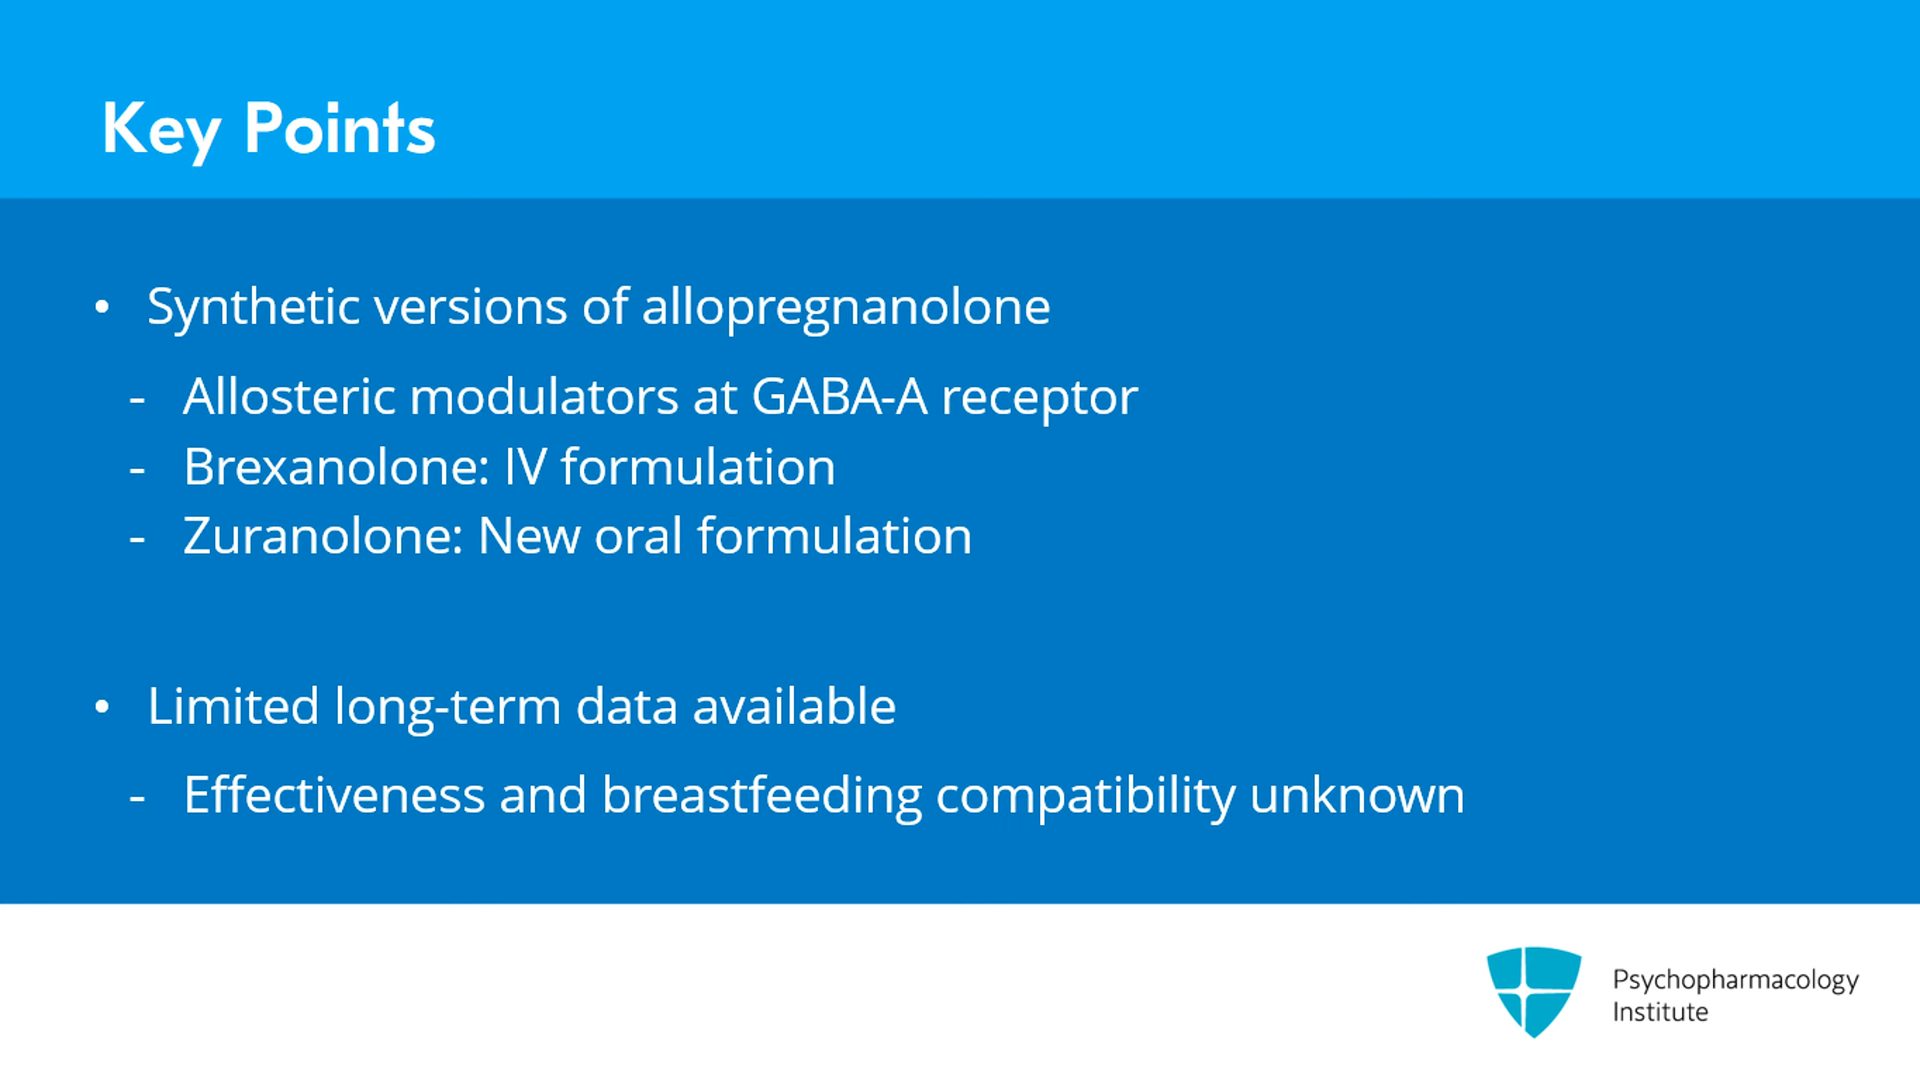 Key Points
• Synthetic versions of allopregnanolone
- Allosteric modulators at GABA-A receptor
- Brexanolone: IV formulation
- Zuranolone: New oral formulation
• Limited long-term data available
- Effectiveness and breastfeeding compatibility unknown
Psychopharmacology
Institute